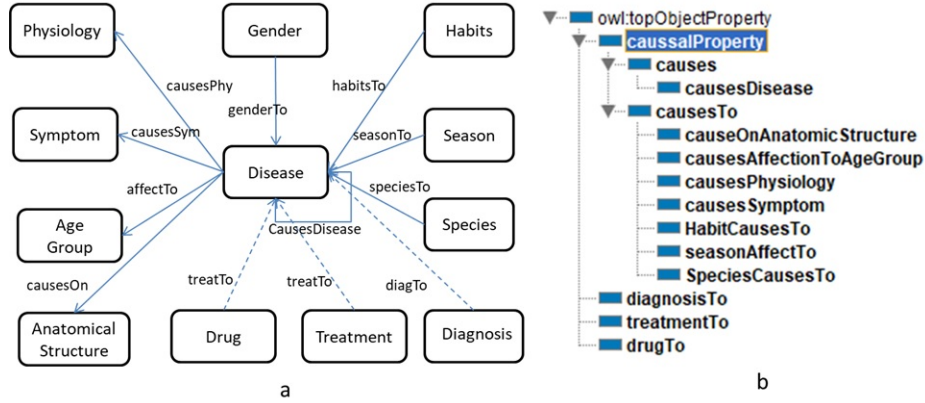 Physiology
Gender
Habits
causesPhy
genderTo
habitsTo
Symptom
causesSym
seasonTo
Season
Disease
affectTo
speciesTo
Age
Group
CausesDisease
Species
causesOn
treatTo
treatTo
diagTo
Anatomical
Structure
Drug
Treatment
Diagnosis
a
owl:topObjectProperty
caussalProperty
causes
causesDisease
causesTo
causeOnAnatomicStructure
causesAffectionToAgeGroup
causesPhysiology
causesSymptom
HabitCausesTo
seasonAffectTo
SpeciesCausesTo
diagnosisTo
treatmentTo
drugTo
b